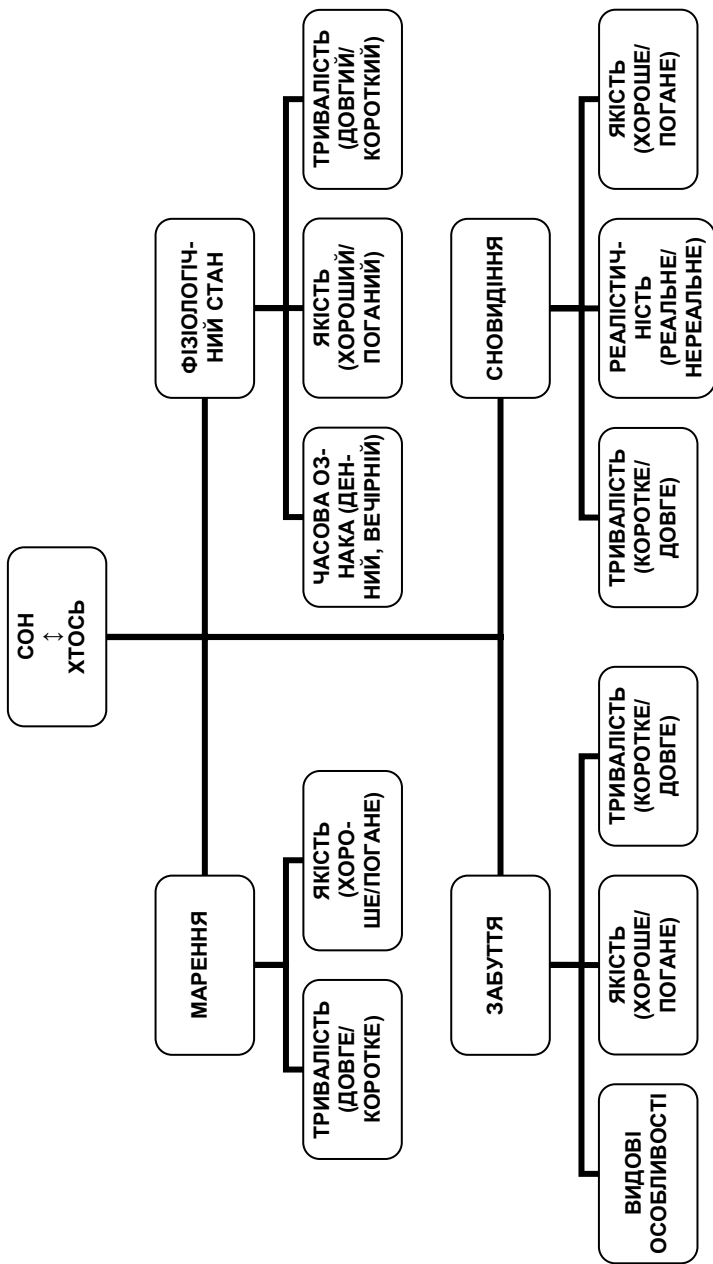 СОН
↕
ХТОСЬ
МАРЕННЯ
ФІЗІОЛОГІЧ-
НИЙ СТАН
ТРИВАЛІСТЬ
(ДОВГЕ/
КОРОТКЕ)
ЯКІСТЬ
(ХОРО-
ШЕ/ПОГАНЕ)
ЧАСОВА ОЗ-
НАКА (ДЕН-
НИЙ, ВЕЧІРНІЙ)
ЯКІСТЬ
(ХОРОШИЙ/
ПОГАНИЙ)
ТРИВАЛІСТЬ
(ДОВГИЙ/
КОРОТКИЙ)
ЗАБУТТЯ
СНОВИДІННЯ
ВИДОВІ
ОСОБЛИВОСТІ
ЯКІСТЬ
(ХОРОШЕ/
ПОГАНЕ)
ТРИВАЛІСТЬ
(КОРОТКЕ/
ДОВГЕ)
ТРИВАЛІСТЬ
(КОРОТКЕ/
ДОВГЕ)
РЕАЛІСТИЧ-
НІСТЬ
(РЕАЛЬНЕ/
НЕРЕАЛЬНЕ)
ЯКІСТЬ
(ХОРОШЕ/
ПОГАНЕ)